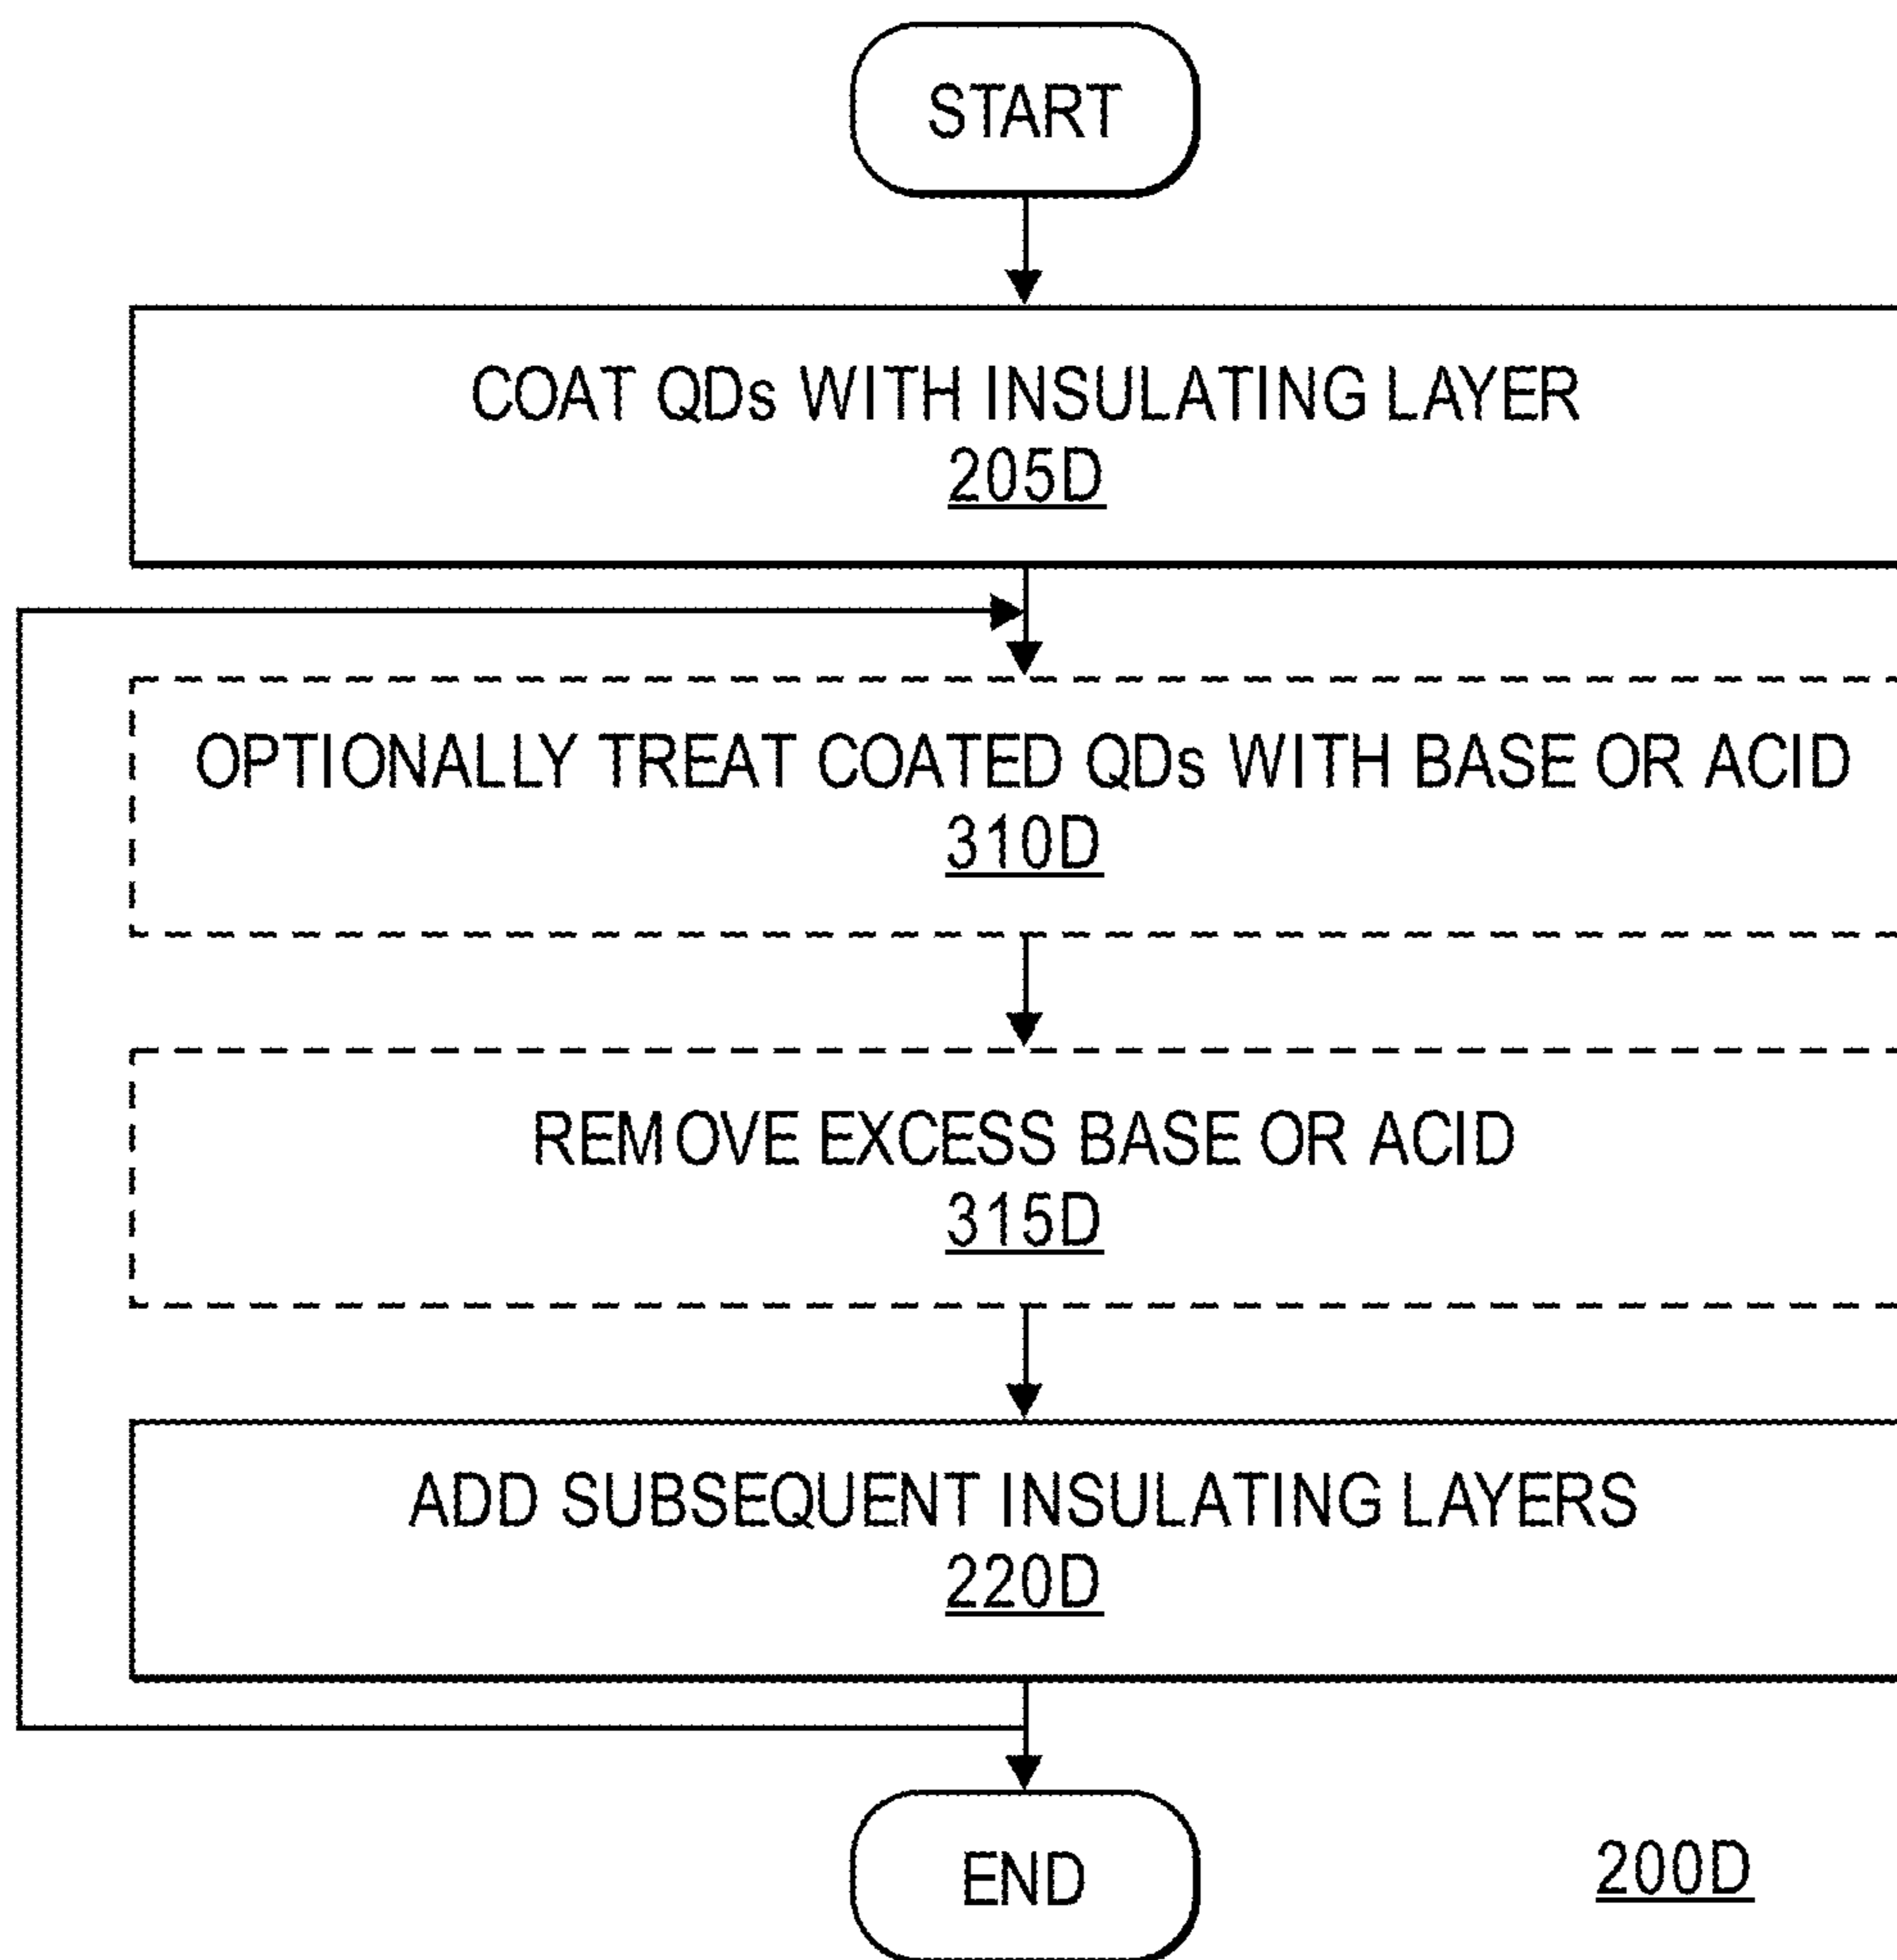 START
COAT QDs WITH INSULATING LAYER
205D
OPTIONALLY TREAT COATED QDs WITH BASE OR ACID
310D
REMOVE EXCESS BASE OR ACID
315D
ADD SUBSEQUENT INSULATING LAYERS
220D
END
200D